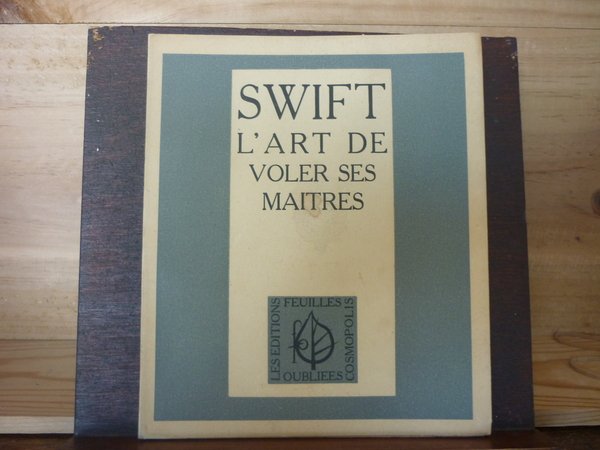 SWIFT
L'ART DE
VOLER SES
MAITRES
LES EDITIONS
FEUILLES
OUBLIEES
COSMOPOLIS